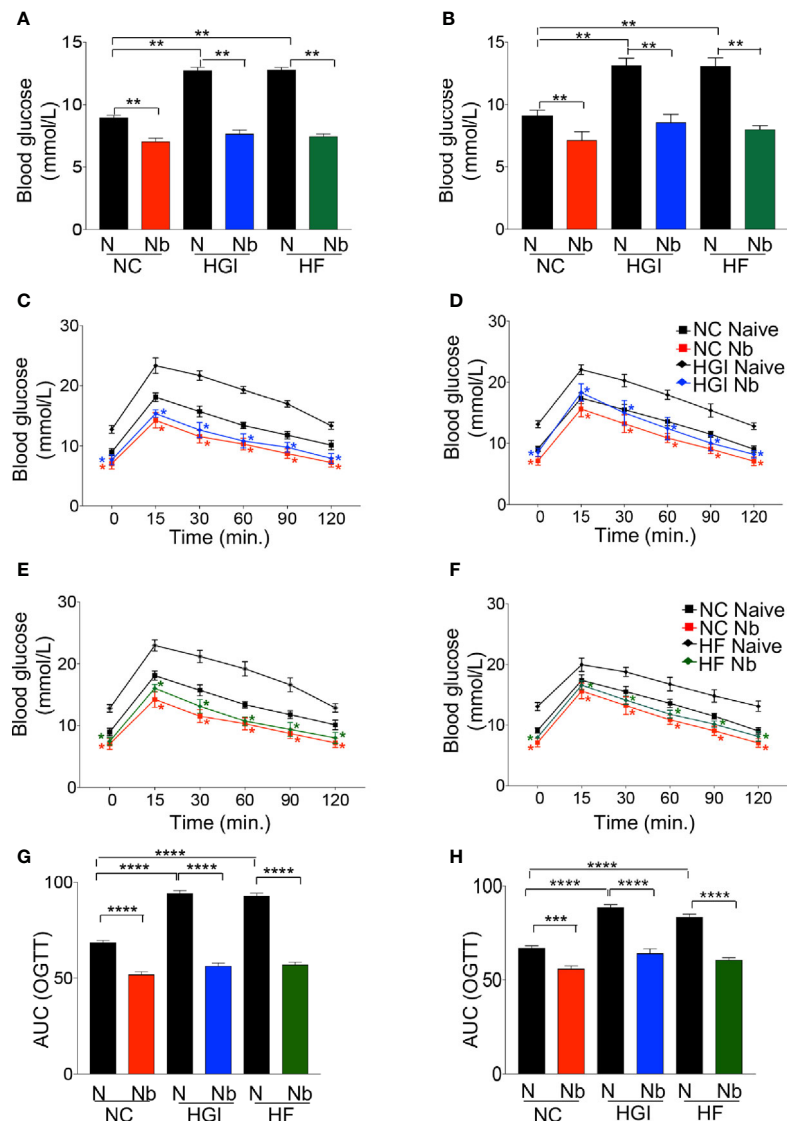 A
B
Blood glucose
(mmol/L)
15
10
5
0
**
**
**
**
**
N Nb N Nb N Nb
NC HGI HF
Blood glucose
(mmol/L)
15
10
5
0
**
**
**
**
**
N Nb N Nb N Nb
NC HGI HF
C
D
Blood glucose
(mmol/L)
30
20
10
0
* * * * * *
* * * * * *
0 15 30 60 90 120
Time (min.)
Blood glucose
(mmol/L)
30
20
10
0
NC Naive
NC Nb
HGI Naive
HGI Nb
* * * * * *
* * * * * *
0 15 30 60 90 120
Time (min.)
E
F
Blood glucose
(mmol/L)
30
20
10
0
* * * * * *
* * * * * *
0 15 30 60 90 120
Time (min.)
Blood glucose
(mmol/L)
30
20
10
0
NC Naive
NC Nb
HF Naive
HF Nb
* * * * * *
* * * * * *
0 15 30 60 90 120
Time (min.)
G
H
AUC (OGTT)
100
50
0
****
**** ****
****
****
N Nb N Nb N Nb
NC HGI HF
AUC (OGTT)
100
50
0
****
**** ****
****
***
N Nb N Nb N Nb
NC HGI HF